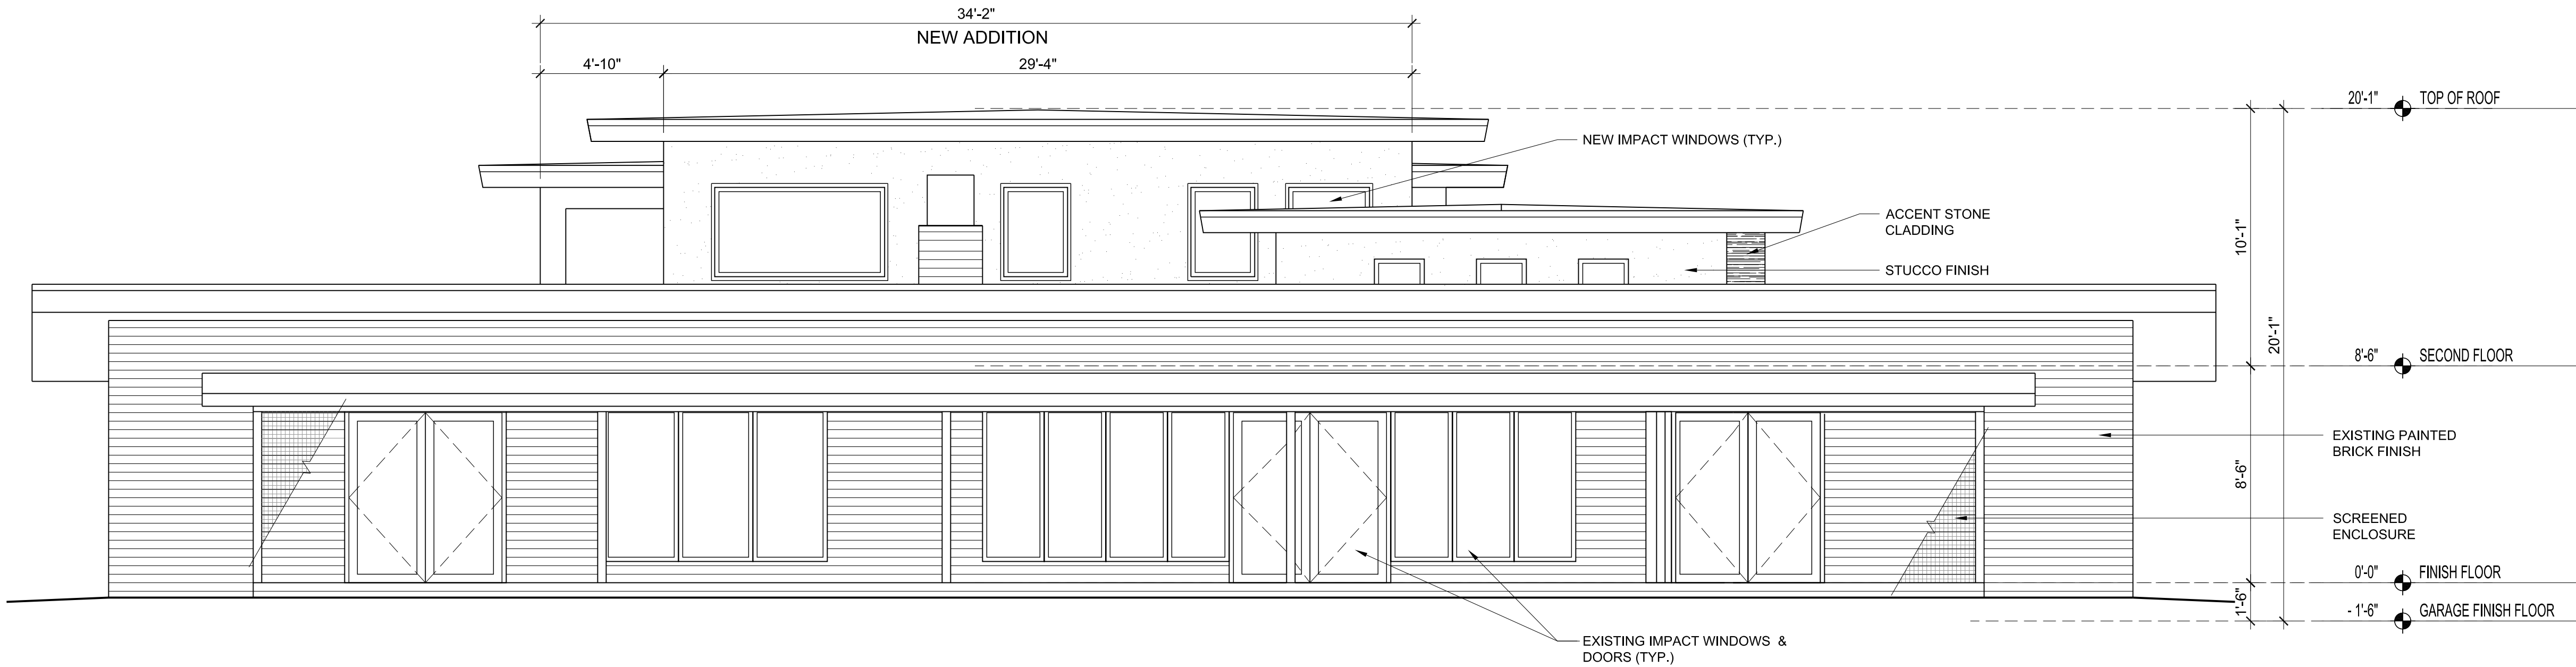 34'-2"
NEW ADDITION
4'-10"
29'-4"
20'-1" TOP OF ROOF
NEW IMPACT WINDOWS (TYP.)
ACCENT STONE
CLADDING
STUCCO FINISH
10'-1"
20'-1"
8'-6" SECOND FLOOR
EXISTING PAINTED
BRICK FINISH
8'-6"
SCREENED
ENCLOSURE
0'-0" FINISH FLOOR
1'-6"
- 1'-6" GARAGE FINISH FLOOR
EXISTING IMPACT WINDOWS &
DOORS (TYP.)